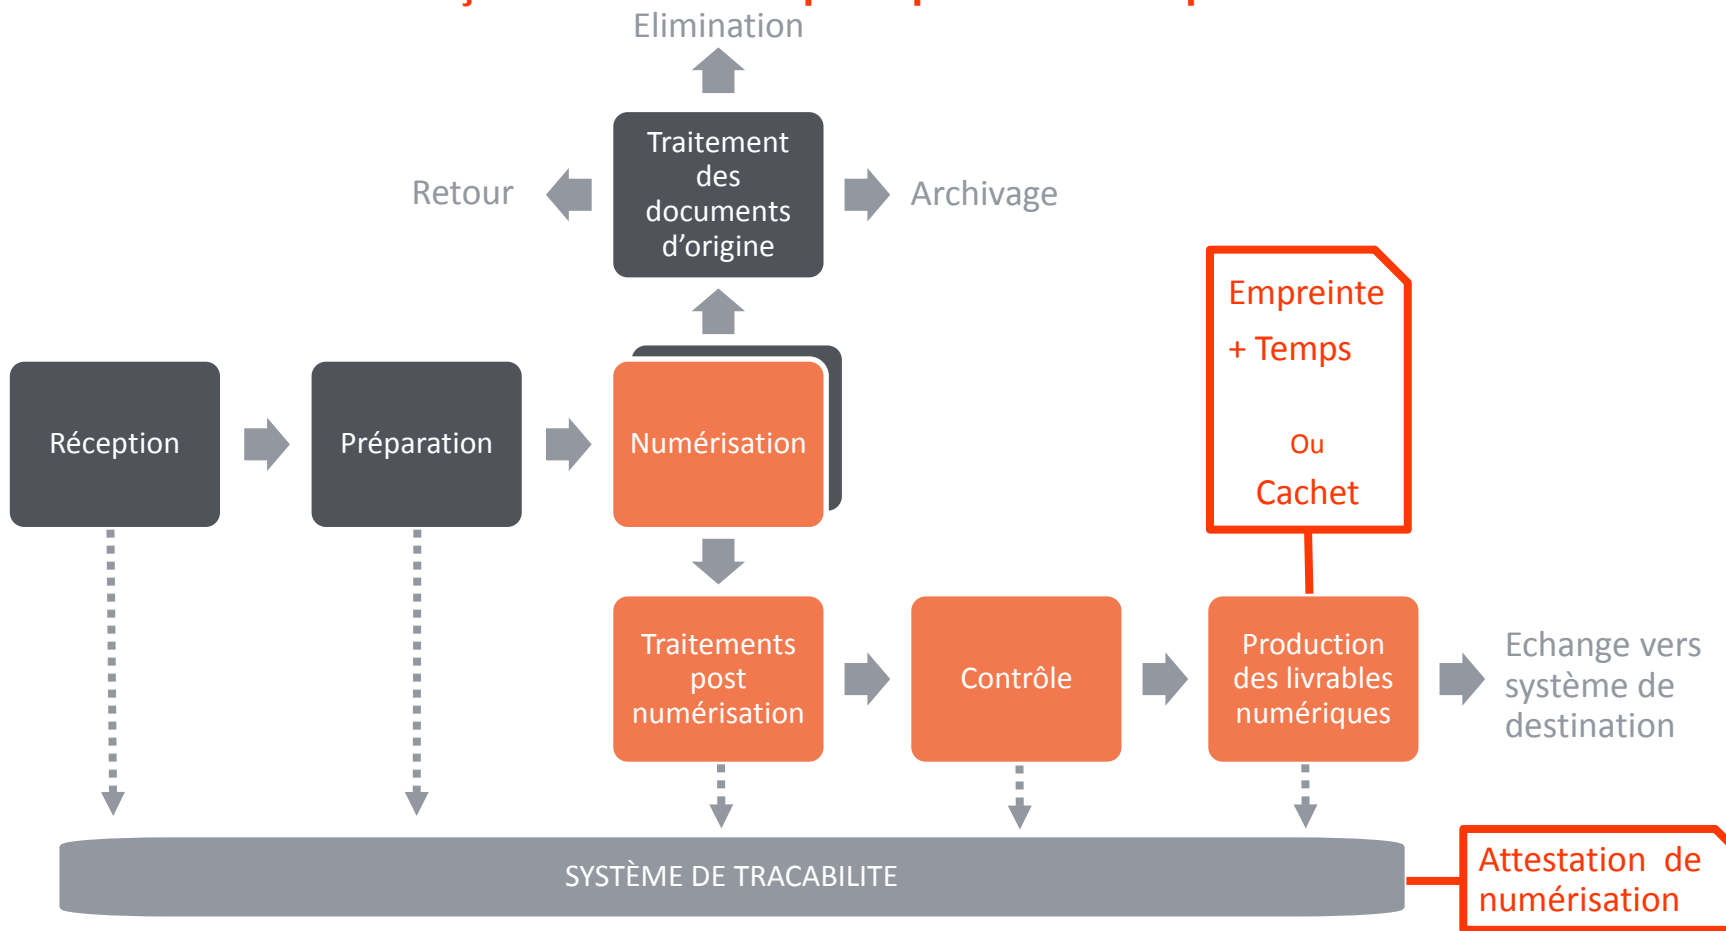 Elimination
Traitement
des
documents
d'origine
Retour
Archivage
Empreinte
+ Temps
Ou
Cachet
Réception
Préparation
Numérisation
Traitements
post
numérisation
Contrôle
Production
des livrables
numériques
Echange vers
système de
destination
SYSTÈME DE TRACABILITE
Attestation de
numérisation